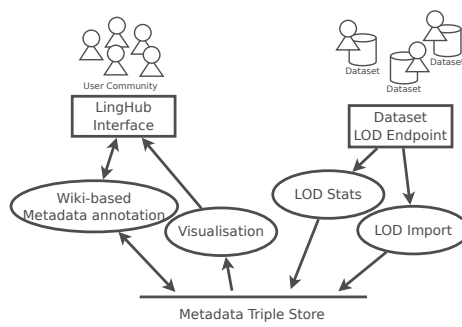 User Community
Dataset
Dataset
Dataset
LingHub
Interface
Dataset
LOD Endpoint
Wiki-based
Metadata annotation
Visualisation
LOD Stats
LOD Import
Metadata Triple Store